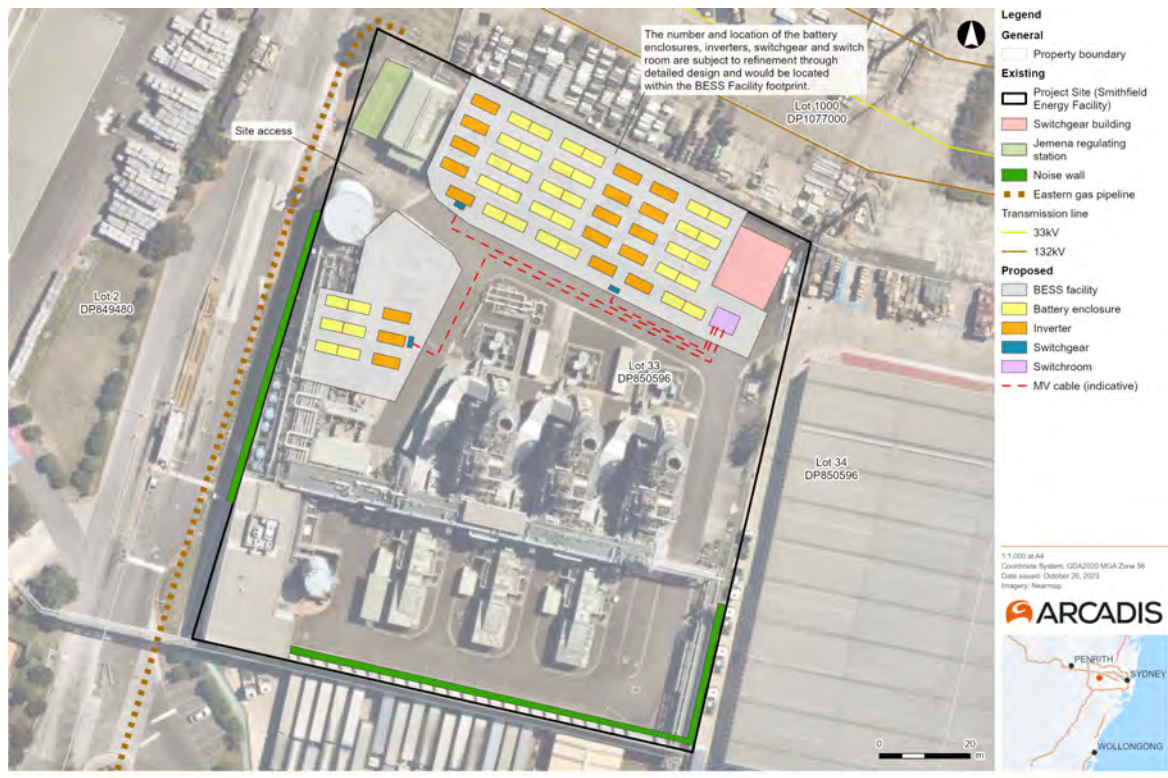 The number and location of the battery
enclosures, inverters, switchgear and switch
room are subject to refinement through
detailed design and would be located
within the BESS Facility footprint.
Lot 1000
DP1077000
Site access
Lot 2
DP849480
Lot 33
DP850596
Lot 34
DP850596
0
20
m
Legend
General
Property boundary
Existing
Project Site (Smithfield
Energy Facility)
Switchgear building
Jemena regulating
station
Noise wall
Eastern gas pipeline
Transmission line
33kV
132kV
Proposed
BESS facility
Battery enclosure
Inverter
Switchgear
Switchroom
MV cable (indicative)
1:1,000 at A4
Coordinate System: GDA2020 MGA Zone 56
Date issued: October 26, 2023
Imagery: Nearmap
ARCADIS
PENRITH
SYDNEY
WOLLONGONG